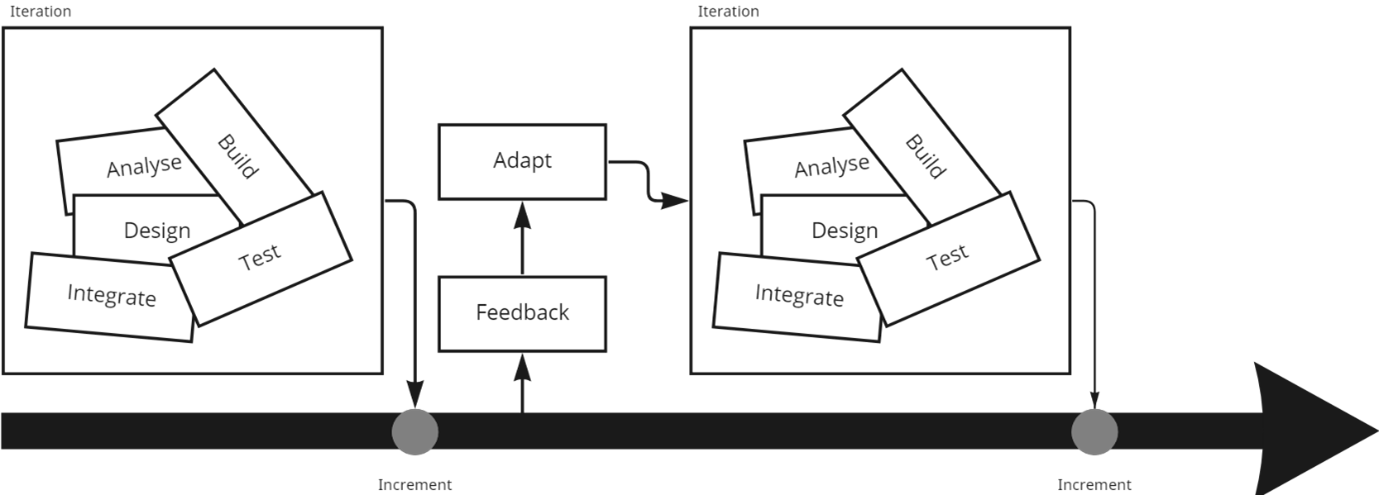 Iteration
Iteration
Build
Analyse
Design
Test
Integrate
Adapt
Feedback
Build
Analyse
Design
Test
Integrate
Increment
Increment